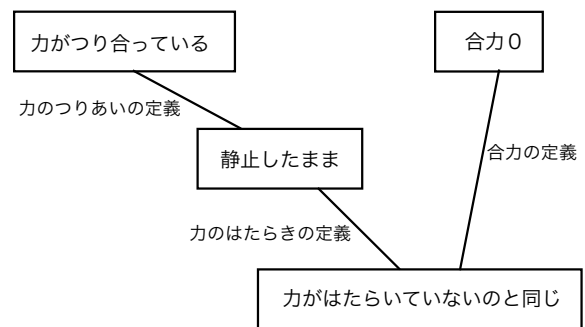 力がつり合っている
合力0
力のつりあいの定義
静止したまま
合力の定義
力のはたらきの定義
力がはたらいていないのと同じ